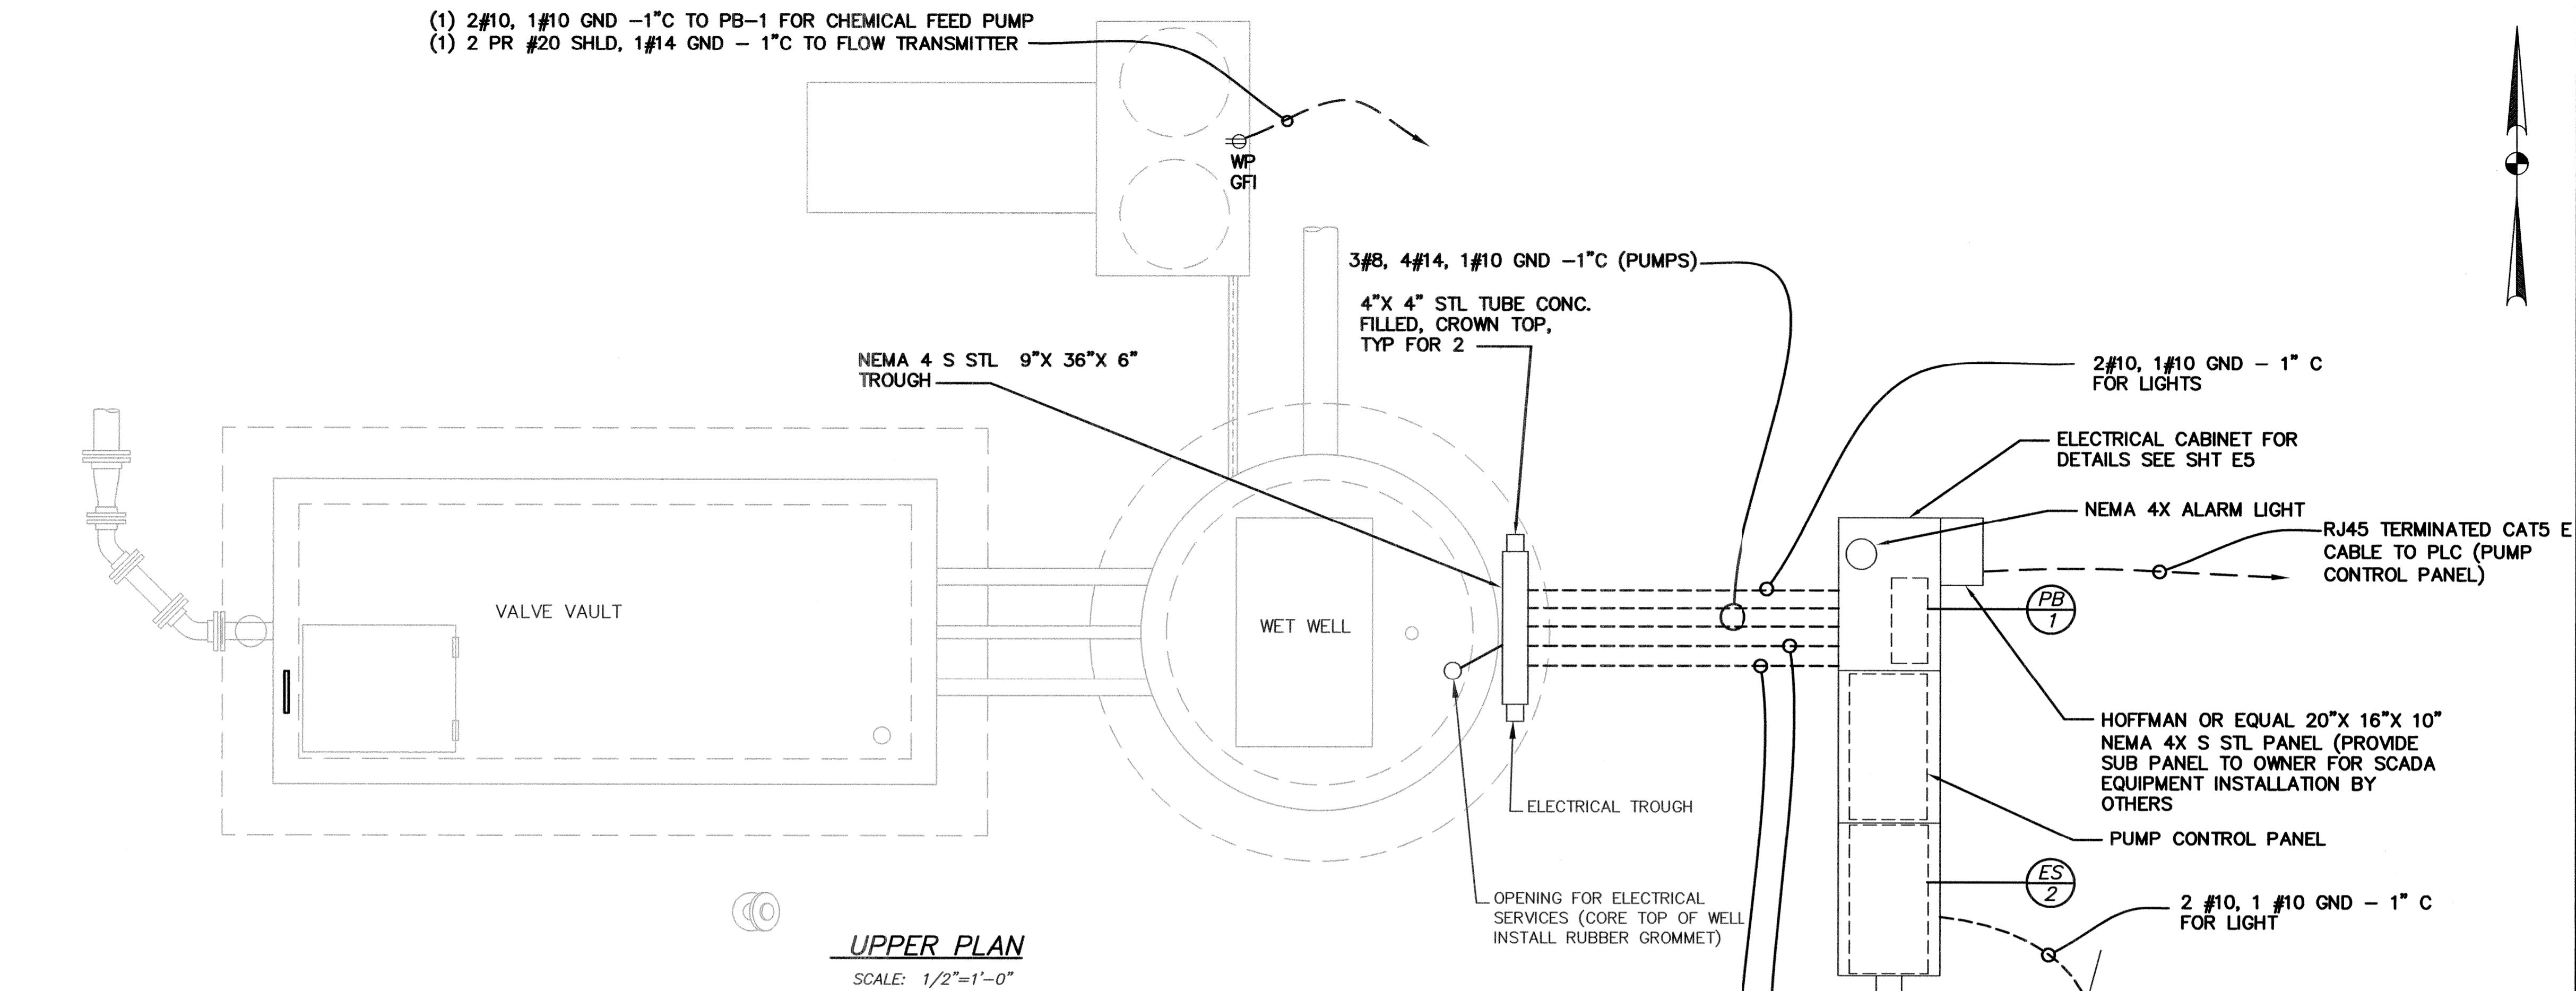 (1) 2#10, 1#10 GND -1"C TO PB-1 FOR CHEMICAL FEED PUMP
(1) 2 PR #20 SHLD, 1#14 GND - 1"C TO FLOW TRANSMITTER
WP
GFI
3#8, 4#14, 1#10 GND -1"C (PUMPS)
4"X 4" STL TUBE CONC.
FILLED, CROWN TOP,
TYP FOR 2
NEMA 4 S STL 9"X 36"X 6"
TROUGH
2#10, 1#10 GND - 1" C
FOR LIGHTS
ELECTRICAL CABINET FOR
DETAILS SEE SHT E5
NEMA 4X ALARM LIGHT
RJ45 TERMINATED CAT5 E
CABLE TO PLC (PUMP
CONTROL PANEL)
PB
1
VALVE VAULT
WET WELL
HOFFMAN OR EQUAL 20"X 16"X 10"
NEMA 4X S STL PANEL (PROVIDE
SUB PANEL TO OWNER FOR SCADA
EQUIPMENT INSTALLATION BY
OTHERS
ELECTRICAL TROUGH
PUMP CONTROL PANEL
ES
2
OPENING FOR ELECTRICAL
SERVICES (CORE TOP OF WELL
INSTALL RUBBER GROMMET)
2 #10, 1 #10 GND - 1" C
FOR LIGHT
UPPER PLAN
SCALE: 1/2"=1'-0"